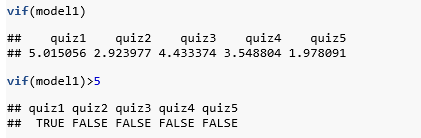 vif(model1)
##    quiz1    quiz2    quiz3    quiz4    quiz5
## 5.015056 2.923977 4.433374 3.548804 1.978091
vif(model1)>5
## quiz1 quiz2 quiz3 quiz4 quiz5
##  TRUE FALSE FALSE FALSE FALSE